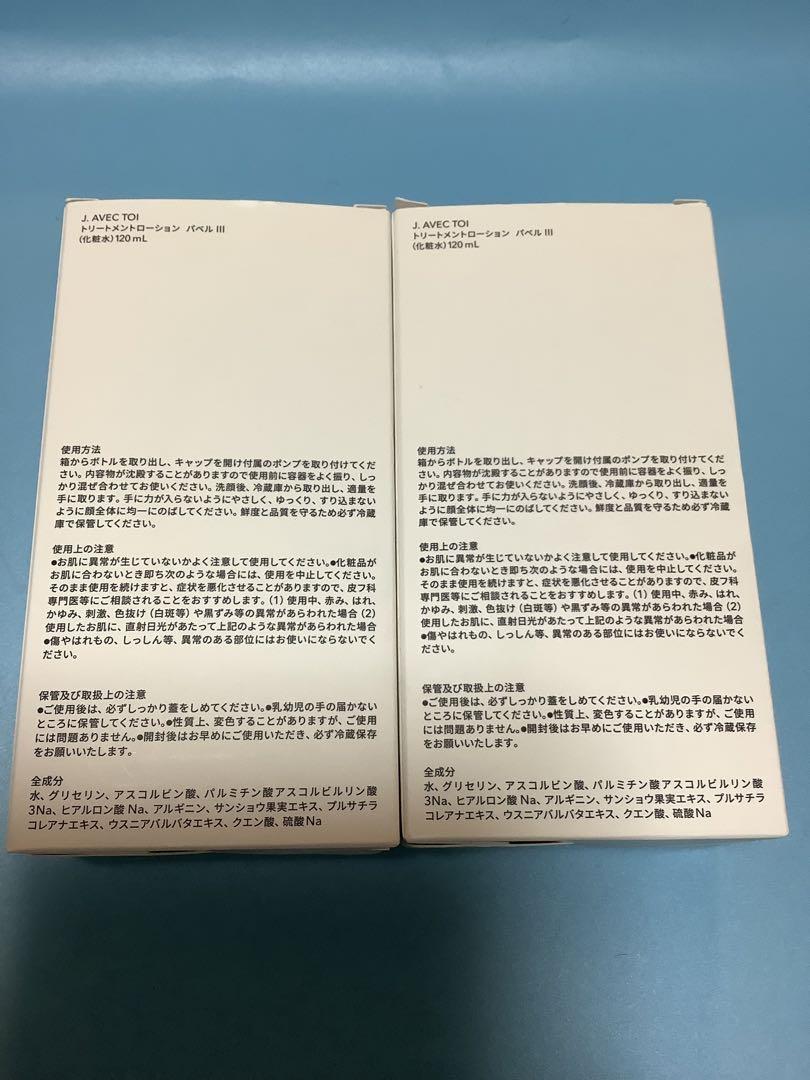 J. AVEC TOI
トリートメントローション パペル III
(化粧水)120 mL
使用方法
箱からボトルを取り出し、キャップを開け付属のポンプを取り付けてくだ
さい。内容物が沈殿することがありますので使用前に容器をよく振り、しっ
かり混ぜ合わせてお使いください。洗顔後、冷蔵庫から取り出し、適量を
手に取ります。手に力が入らないようにやさしく、ゆっくり、すり込まない
ように顔全体に均一にのばしてください。鮮度と品質を守るため必ず冷蔵
庫で保管してください。
使用上の注意
●お肌に異常が生じていないかよく注意して使用してください。●化粧品が
お肌に合わないとき即ち次のような場合には、使用を中止してください。
そのまま使用を続けますと、症状を悪化させることがありますので、皮フ科
専門医等にご相談されることをおすすめします。(1)使用中、赤み、はれ、
かゆみ、刺激、色抜け(白斑等)や黒ずみ等の異常があらわれた場合(2)
使用したお肌に、直射日光があたって上記のような異常があらわれた場合
●傷やはれもの、しっしん等、異常のある部位にはお使いにならないでく
ださい。
保管及び取扱上の注意
●ご使用後は、必ずしっかり蓋をしめてください。●乳幼児の手の届かない
ところに保管してください。●性質上、変色することがありますが、ご使用
には問題ありません。●開封後はお早めにご使用いただき、必ず冷蔵保存
をお願いいたします。
全成分
水、グリセリン、アスコルビン酸、パルミチン酸アスコルビルリン酸
3Na、ヒアルロン酸 Na、アルギニン、サンショウ果実エキス、プルサチラ
コレアナエキス、ウスニアバルバタエキス、クエン酸、硫酸Na
J. AVEC TOI
トリートメントローション パペル III
(化粧水)120 mL
使用方法
箱からボトルを取り出し、キャップを開け付属のポンプを取り付けてくだ
さい。内容物が沈殿することがありますので使用前に容器をよく振り、しっ
かり混ぜ合わせてお使いください。洗顔後、冷蔵庫から取り出し、適量を
手に取ります。手に力が入らないようにやさしく、ゆっくり、すり込まない
ように顔全体に均一にのばしてください。鮮度と品質を守るため必ず冷蔵
庫で保管してください。
使用上の注意
●お肌に異常が生じていないかよく注意して使用してください。●化粧品が
お肌に合わないとき即ち次のような場合には、使用を中止してください。
そのまま使用を続けますと、症状を悪化させることがありますので、皮フ科
専門医等にご相談されることをおすすめします。(1)使用中、赤み、はれ、
かゆみ、刺激、色抜け(白斑等)や黒ずみ等の異常があらわれた場合(2)
使用したお肌に、直射日光があたって上記のような異常があらわれた場合
●傷やはれもの、しっしん等、異常のある部位にはお使いにならないでく
ださい。
保管及び取扱上の注意
●ご使用後は、必ずしっかり蓋をしめてください。●乳幼児の手の届かない
ところに保管してください。●性質上、変色することがありますが、ご使用
には問題ありません。●開封後はお早めにご使用いただき、必ず冷蔵保存
をお願いいたします。
全成分
水、グリセリン、アスコルビン酸、パルミチン酸アスコルビルリン酸
3Na、ヒアルロン酸 Na、アルギニン、サンショウ果実エキス、プルサチラ
コレアナエキス、ウスニアバルバタエキス、クエン酸、硫酸Na